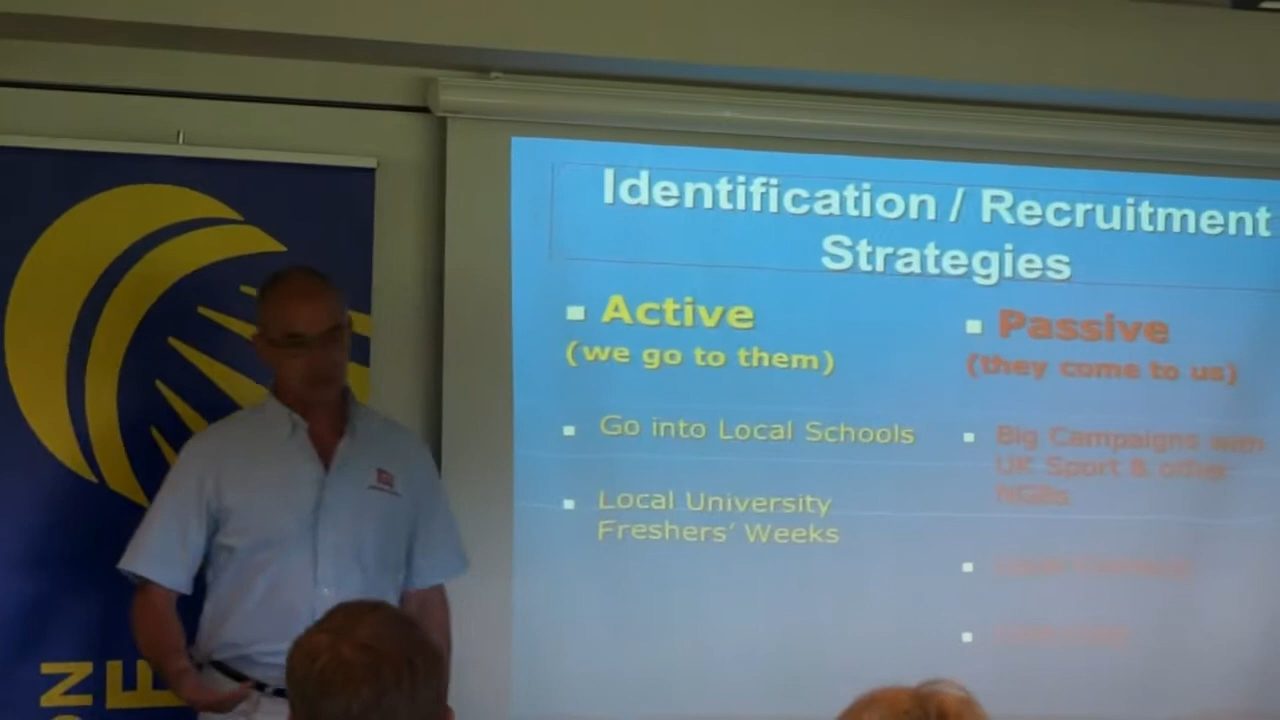 Identification / Recruitment
Strategies
Active
(we go to them)
Go into Local Schools
Local University
Freshers’ Weeks
Passive
(they come to us)
Big Campaigns with
UK Sport & other
NGBs